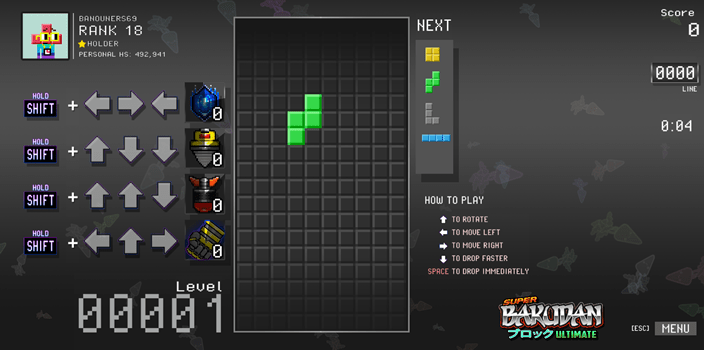 BANOUNERS69
RANK 18
HOLDER
PERSONAL HS: 492,941
HOLD
SHIFT
+
0
HOLD
SHIFT
+
0
HOLD
SHIFT
+
0
HOLD
SHIFT
+
0
Level
00001
NEXT
HOW TO PLAY
TO ROTATE
TO MOVE LEFT
TO MOVE RIGHT
TO DROP FASTER
SPACE TO DROP IMMEDIATELY
Score
0
0000
LINE
0:04
SUPER
BAKUDAN
ブロック ULTIMATE
[ESC] MENU